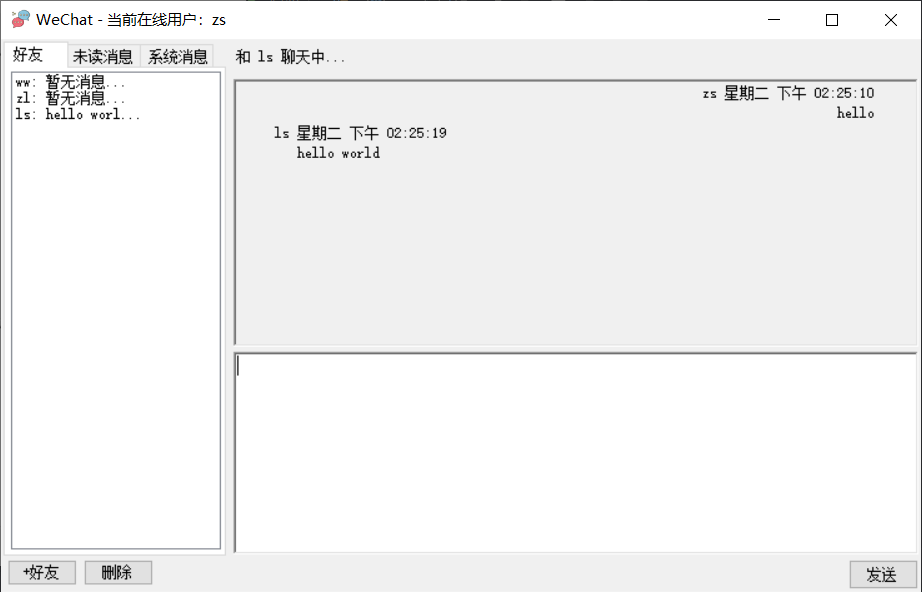 WeChat - 当前在线用户：zs
好友 未读消息 系统消息
ww: 暂无消息...
zl: 暂无消息...
ls: hello worl...
和 ls 聊天中...
zs 星期二 下午 02:25:10
hello
ls 星期二 下午 02:25:19
hello world
+好友 删除
发送